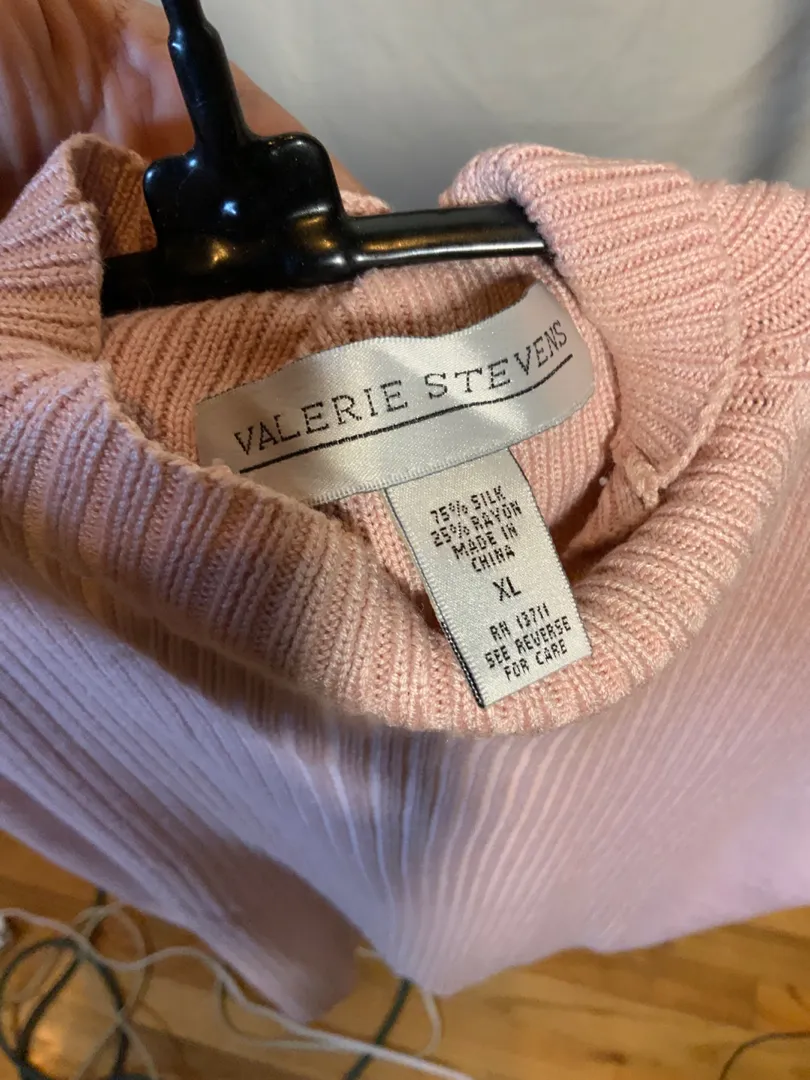 VALERIE STEVENS
75% SILK
25% RAYON
MADE IN
CHINA
XL
RN 13711
SEE REVERSE
FOR CARE